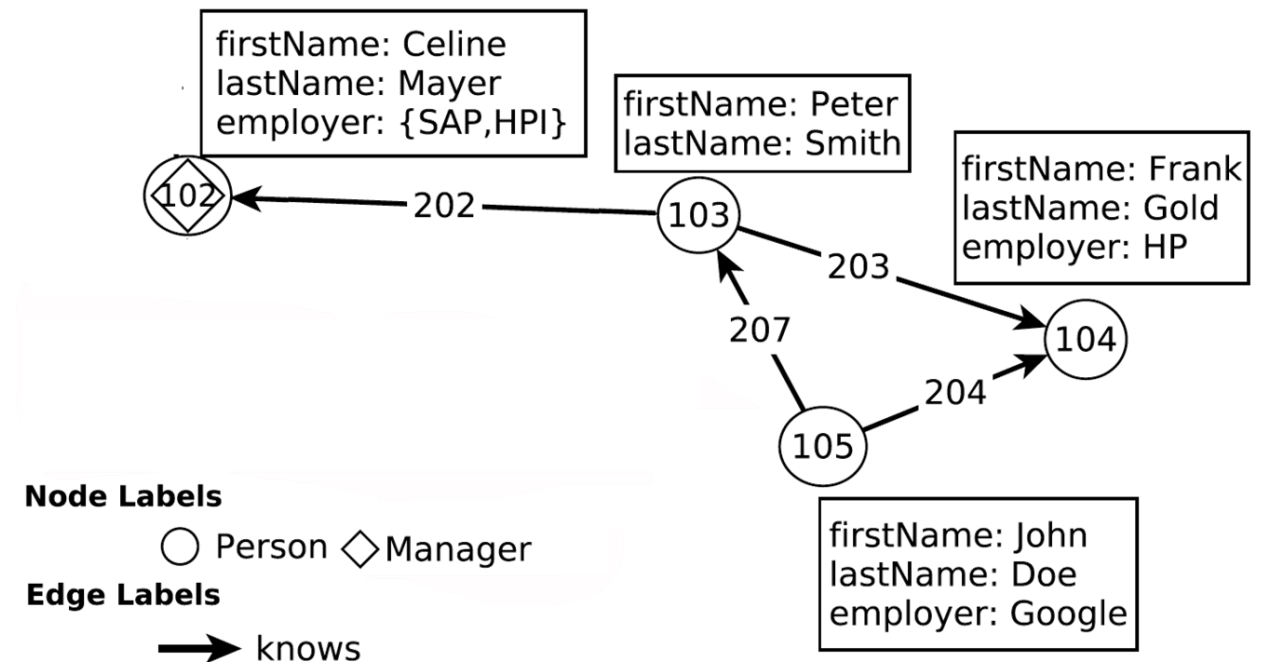 firstName: Celine
lastName: Mayer
employer: {SAP,HPI}
firstName: Peter
lastName: Smith
firstName: Frank
lastName: Gold
employer: HP
102
202
103
203
207
104
204
105
firstName: John
lastName: Doe
employer: Google
Node Labels
Person
Manager
Edge Labels
knows